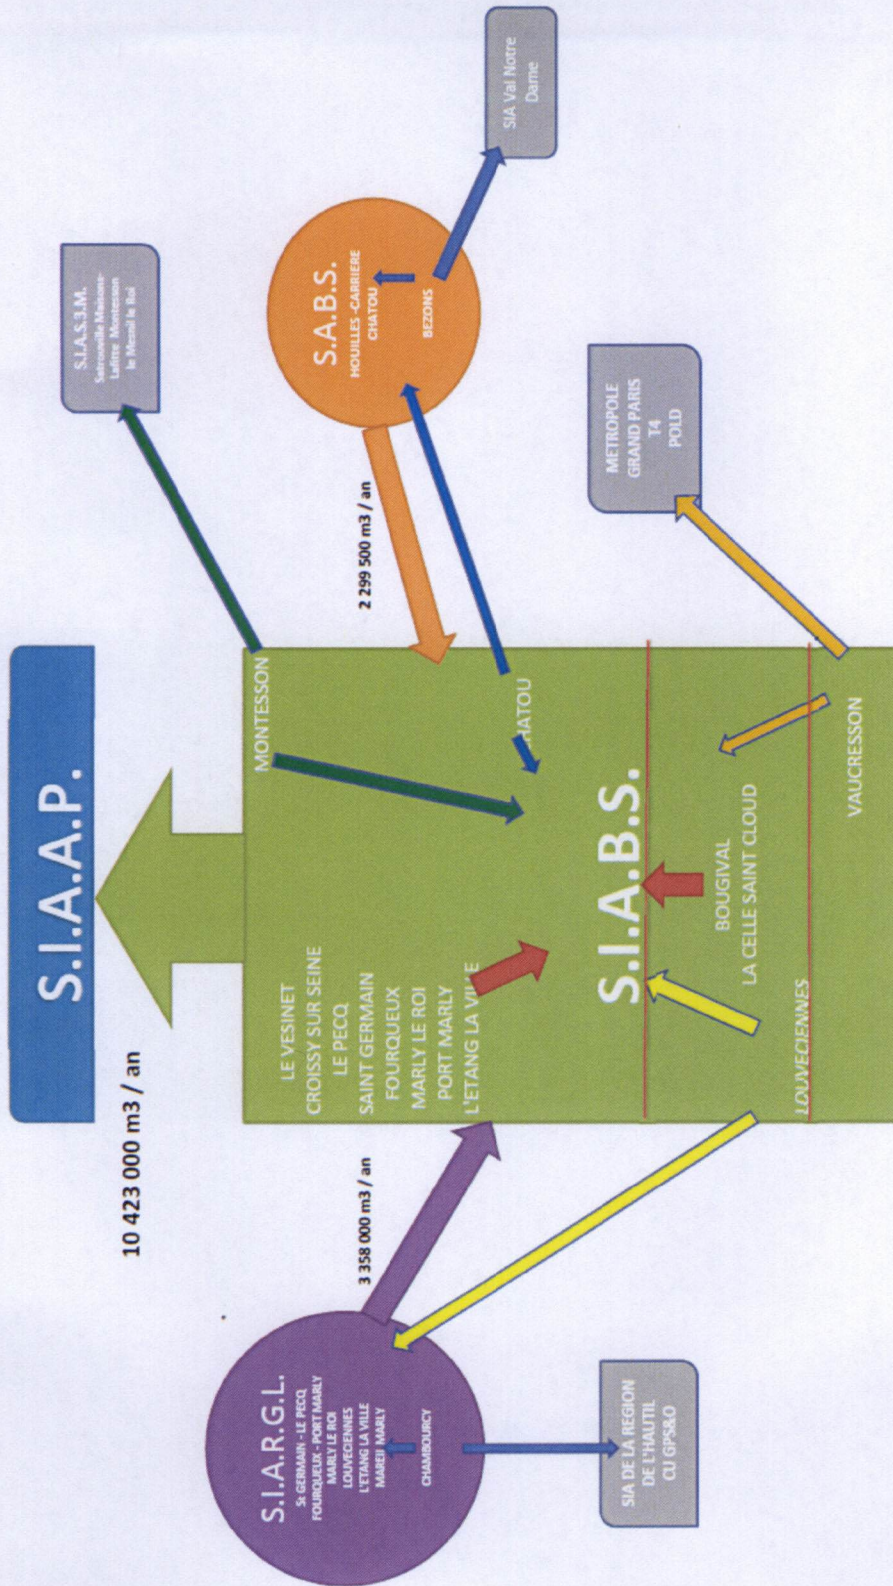 S.I.A.A.P.
10 423 000 m3 / an
S.I.A.S.3.M.
Sartrouville Maisons-
Lafitte Montesson
le Mesnil le Roi
SIA Val Notre
Dame
S.A.B.S.
HOUILLES -CARRIERE
CHATOU
BEZONS
2 299 500 m3 / an
MONTESSON
LE VESINET
CROISSY SUR SEINE
LE PECQ
SAINT GERMAIN
FOURQUEUX
MARLY LE ROI
PORT MARLY
L'ETANG LA VILLE
HATOU
S.I.A.B.S.
3 358 000 m3 / an
S.I.A.R.G.L.
St GERMAIN - LE PECQ
FOURQUEUX - PORT MARLY
MARLY LE ROI
LOUVECIENNES
L'ETANG LA VILLE
MAREIL MARLY
CHAMBOURCY
METROPOLE
GRAND PARIS
T4
POLD
BOUGIVAL
LA CELLE SAINT CLOUD
LOUVECIENNES
VAUCRESSON
SIA DE LA REGION
DE L'HAUTIL
CU GPS&O